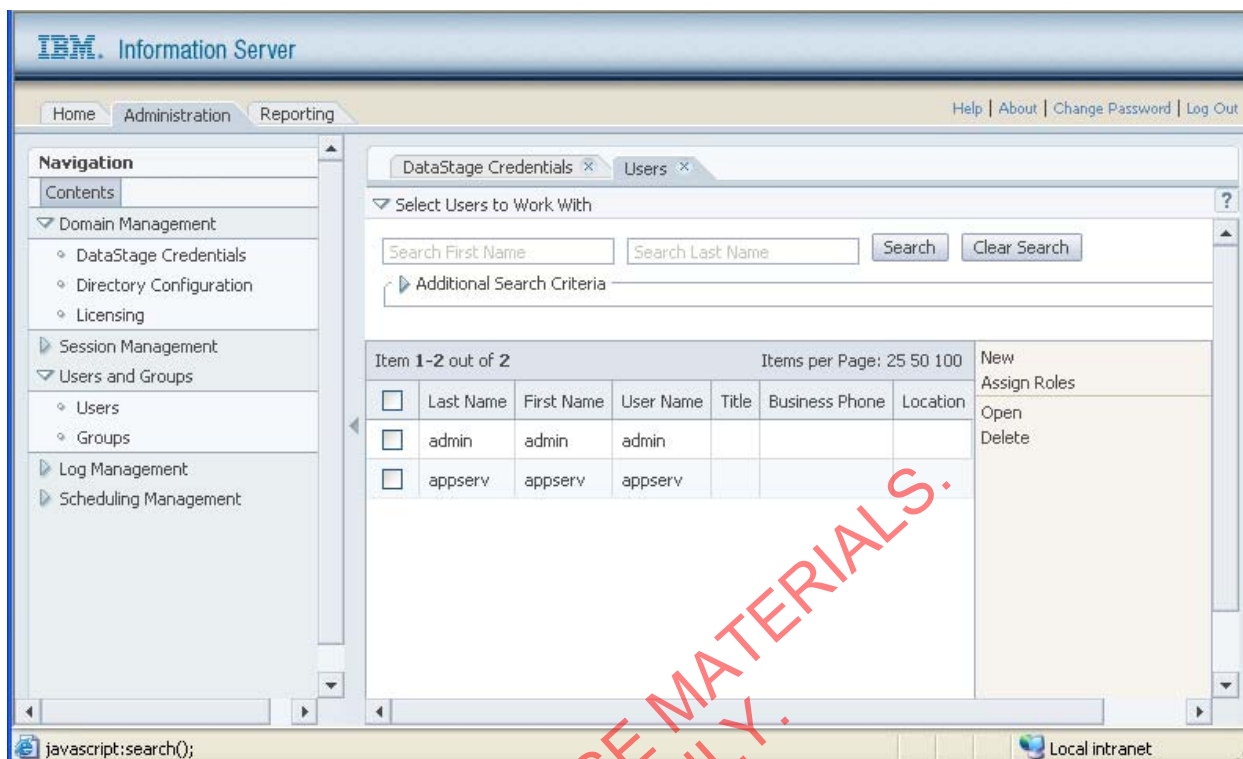 IBM. Information Server
Home Administration Reporting
Help | About | Change Password | Log Out
Navigation
Contents
Domain Management
DataStage Credentials
Directory Configuration
Licensing
Session Management
Users and Groups
Users
Groups
Log Management
Scheduling Management
DataStage Credentials × Users ×
Select Users to Work With ?
Search First Name Search Last Name Search Clear Search
Additional Search Criteria
Item 1-2 out of 2 Items per Page: 25 50 100
Last Name First Name User Name Title Business Phone Location
admin admin admin
appserv appserv appserv
New
Assign Roles
Open
Delete
MATERIALS.
javascript:search();
Local intranet